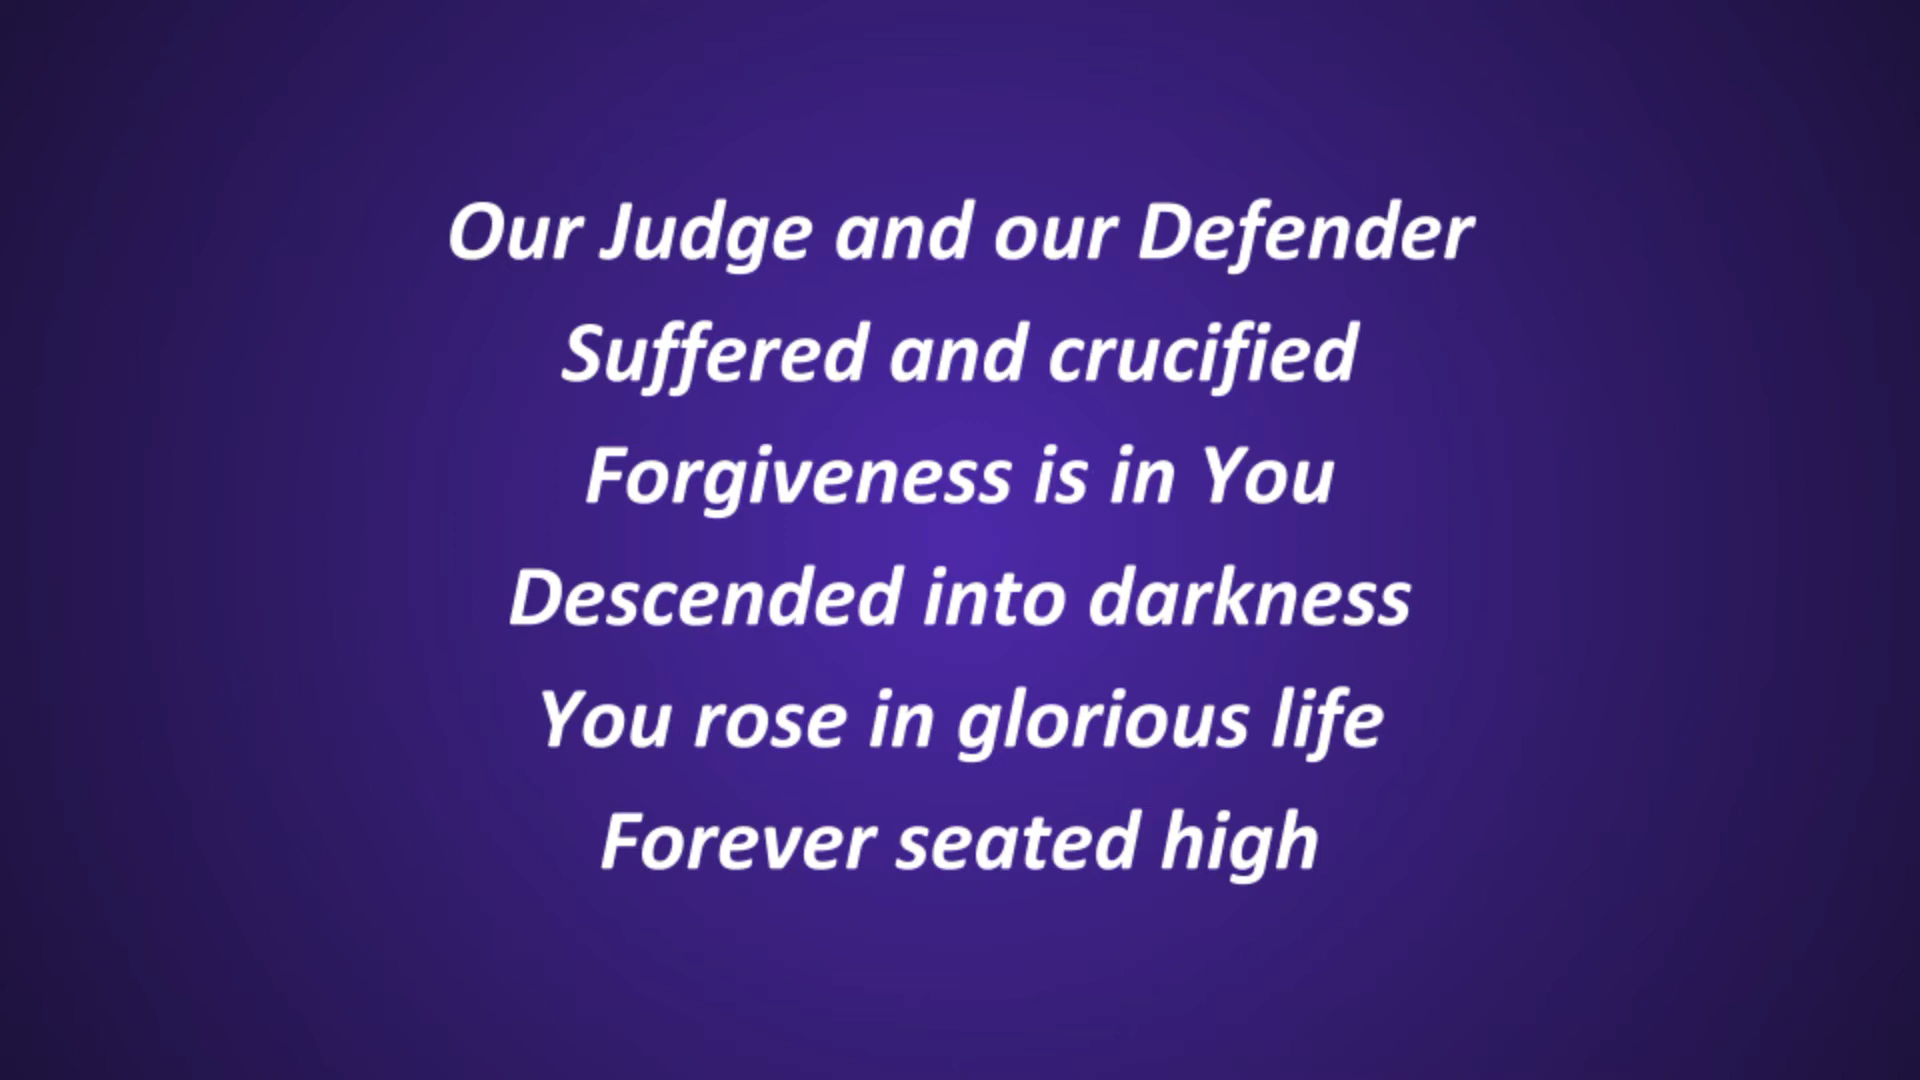 Our Judge and our Defender
Suffered and crucified
Forgiveness is in You
Descended into darkness
You rose in glorious life
Forever seated high